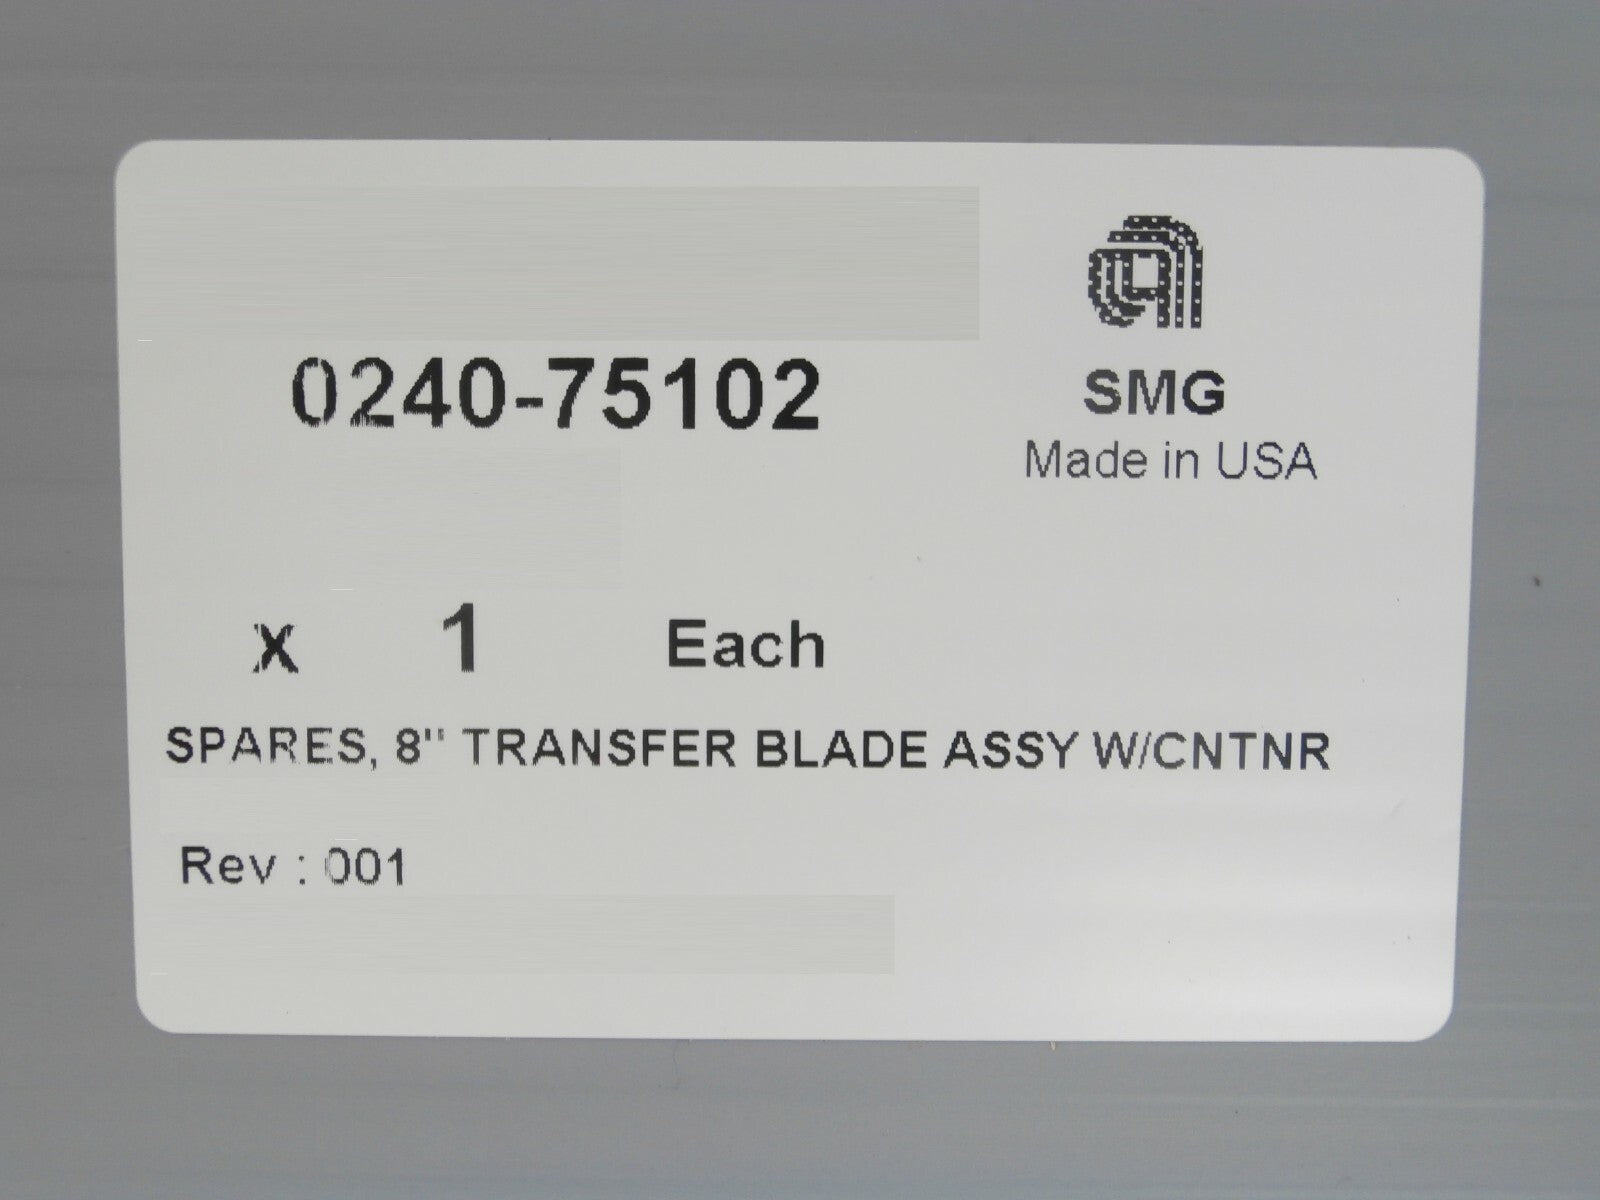 0240-75102
SMG
Made in USA
x 1 Each
SPARES, 8" TRANSFER BLADE ASSY W/CNTNR
Rev : 001